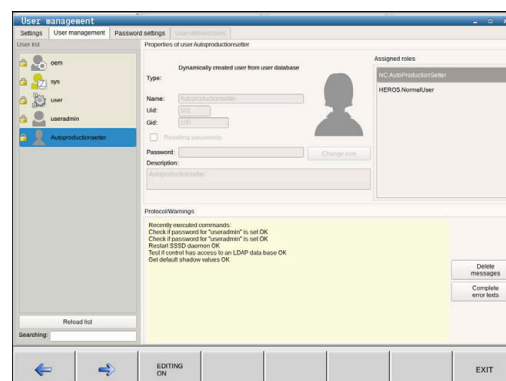 User management
Settings User management Password settings User-defined roles
User list
oem
sys
user
useradmin
Autoproductionsetter
Reload list
Searching:
Properties of user Autoproductionsetter
Type: Dynamically created user from user database
Name: Autoproductionsetter
Uid:
Gid: 100
Resetting passwords
Password: Change icon
Description:
Autoproductionsetter
Assigned roles
NC.AutoProductionSetter
HEROS.NormalUser
Protocol/Warnings
Recently executed commands:
Check if password for "useradmin" is set OK
Check if password for "useradmin" is set OK
Restart SSSD daemon OK
Test if control has access to an LDAP data base OK
Get default shadow values OK
Delete
messages
Complete
error texts
EDITING
ON
EXIT